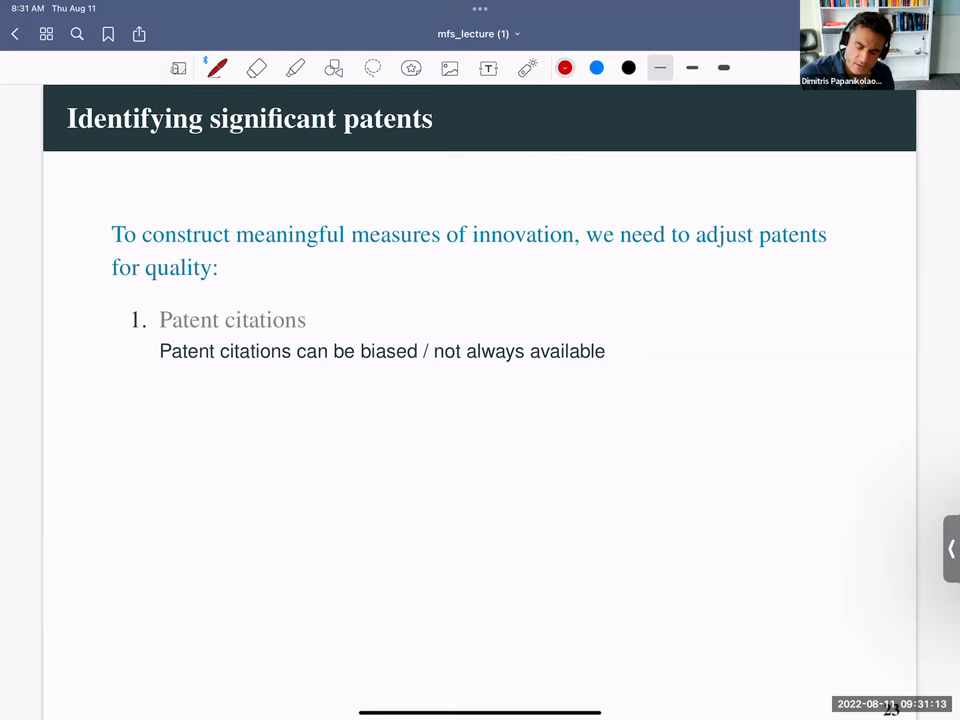 8:31 AM Thu Aug 11
mfs_lecture (1)
T
Dimitris Papanikolao...
Identifying significant patents
To construct meaningful measures of innovation, we need to adjust patents
for quality:
1. Patent citations
Patent citations can be biased / not always available
2022-08-11 09:31:13
23